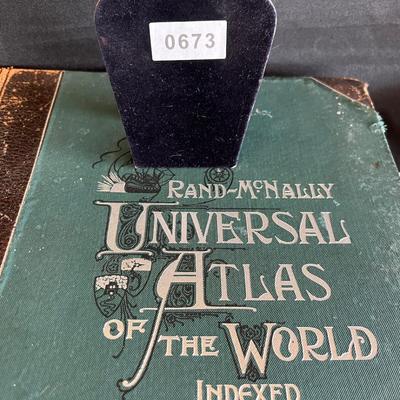 0673
RAND-McNALLY
UNIVERSAL
ATLAS
OF THE WORLD
INDEXED